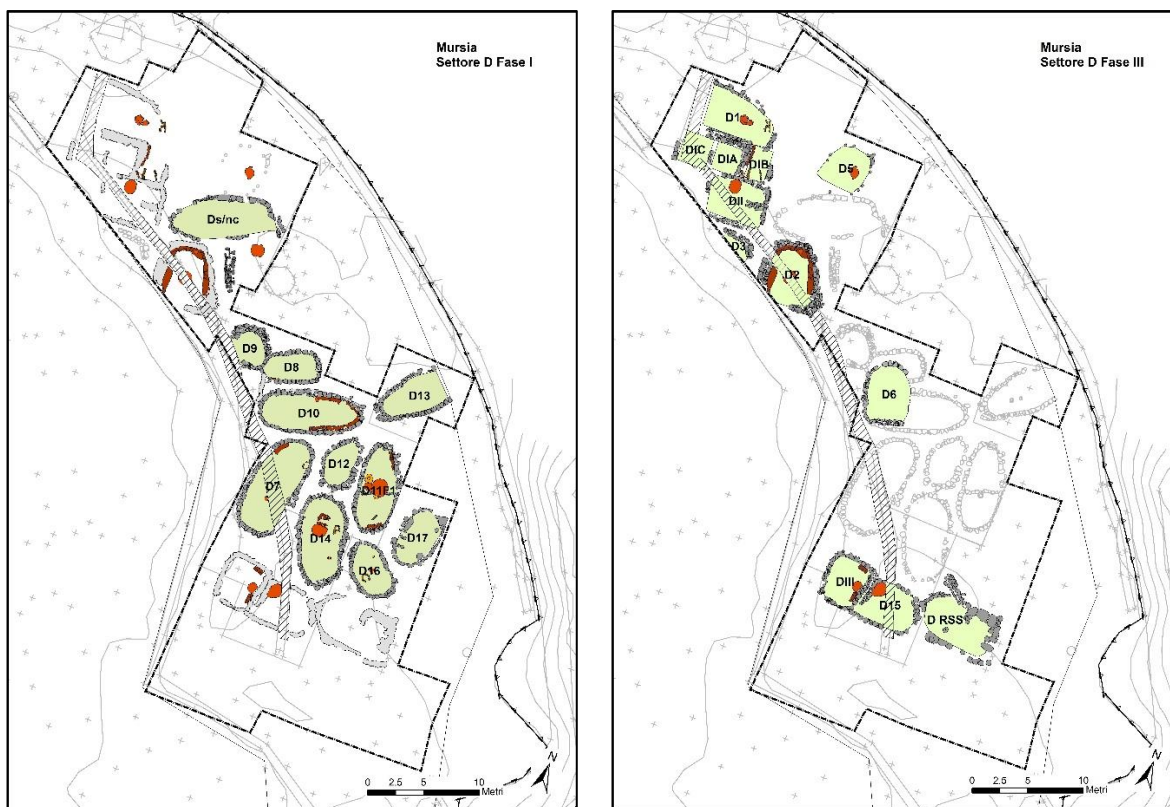 Mursia
Settore D Fase I
Ds/nc
D9
D8
D10
D13
D7
D12
D11F1
D14
D17
D16
N
0 2.5 5 10
Metri
Mursia
Settore D Fase III
D1
DIC
DIA
DIB
D5
DII
D3
D2
D6
DIII
D15
D RSS1
N
0 2.5 5 10
Metri